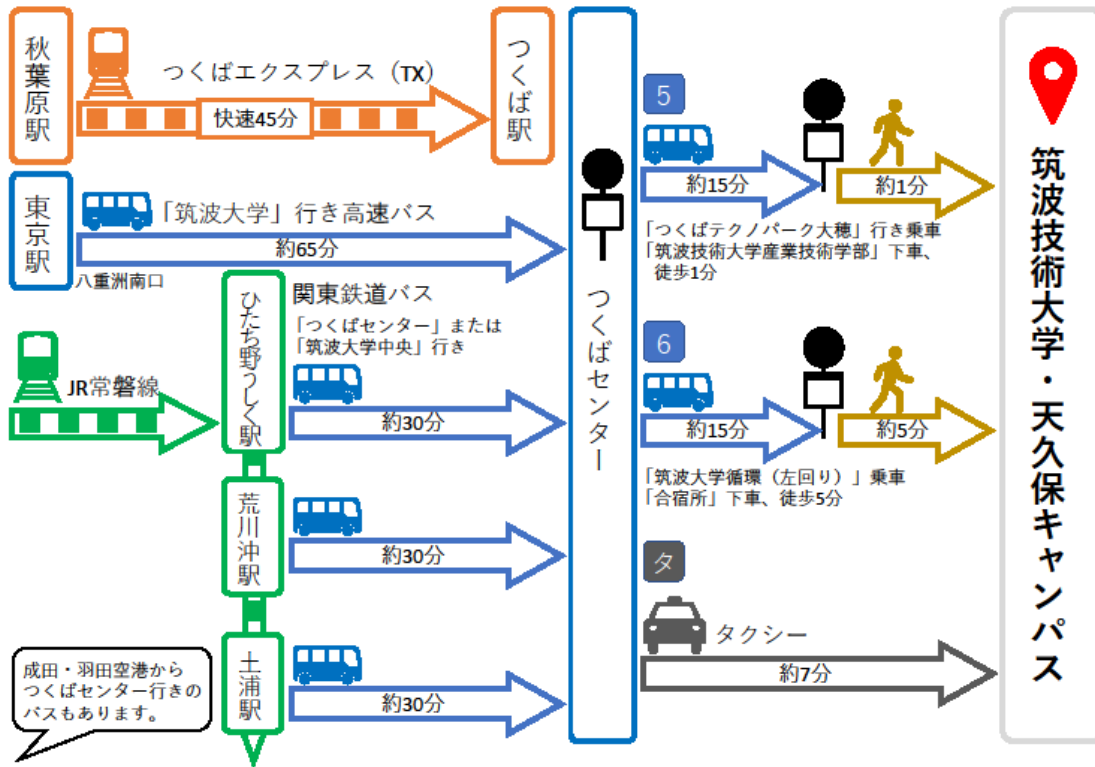 秋葉原駅
つくばエクスプレス（TX）
快速45分
つくば駅
東京駅
「筑波大学」行き高速バス
約65分
八重洲南口
JR常磐線
ひたち野うしく駅
関東鉄道バス
「つくばセンター」または
「筑波大学中央」行き
約30分
荒川沖駅
約30分
土浦駅
約30分
成田・羽田空港から
つくばセンター行きの
バスもあります。
つくばセンター
5
約15分
約1分
「つくばテクノパーク大穂」行き乗車
「筑波技術大学産業技術学部」下車、
徒歩1分
6
約15分
約5分
「筑波大学循環（左回り）」乗車
「合宿所」下車、徒歩5分
タ
タクシー
約7分
筑波技術大学・天久保キャンパス